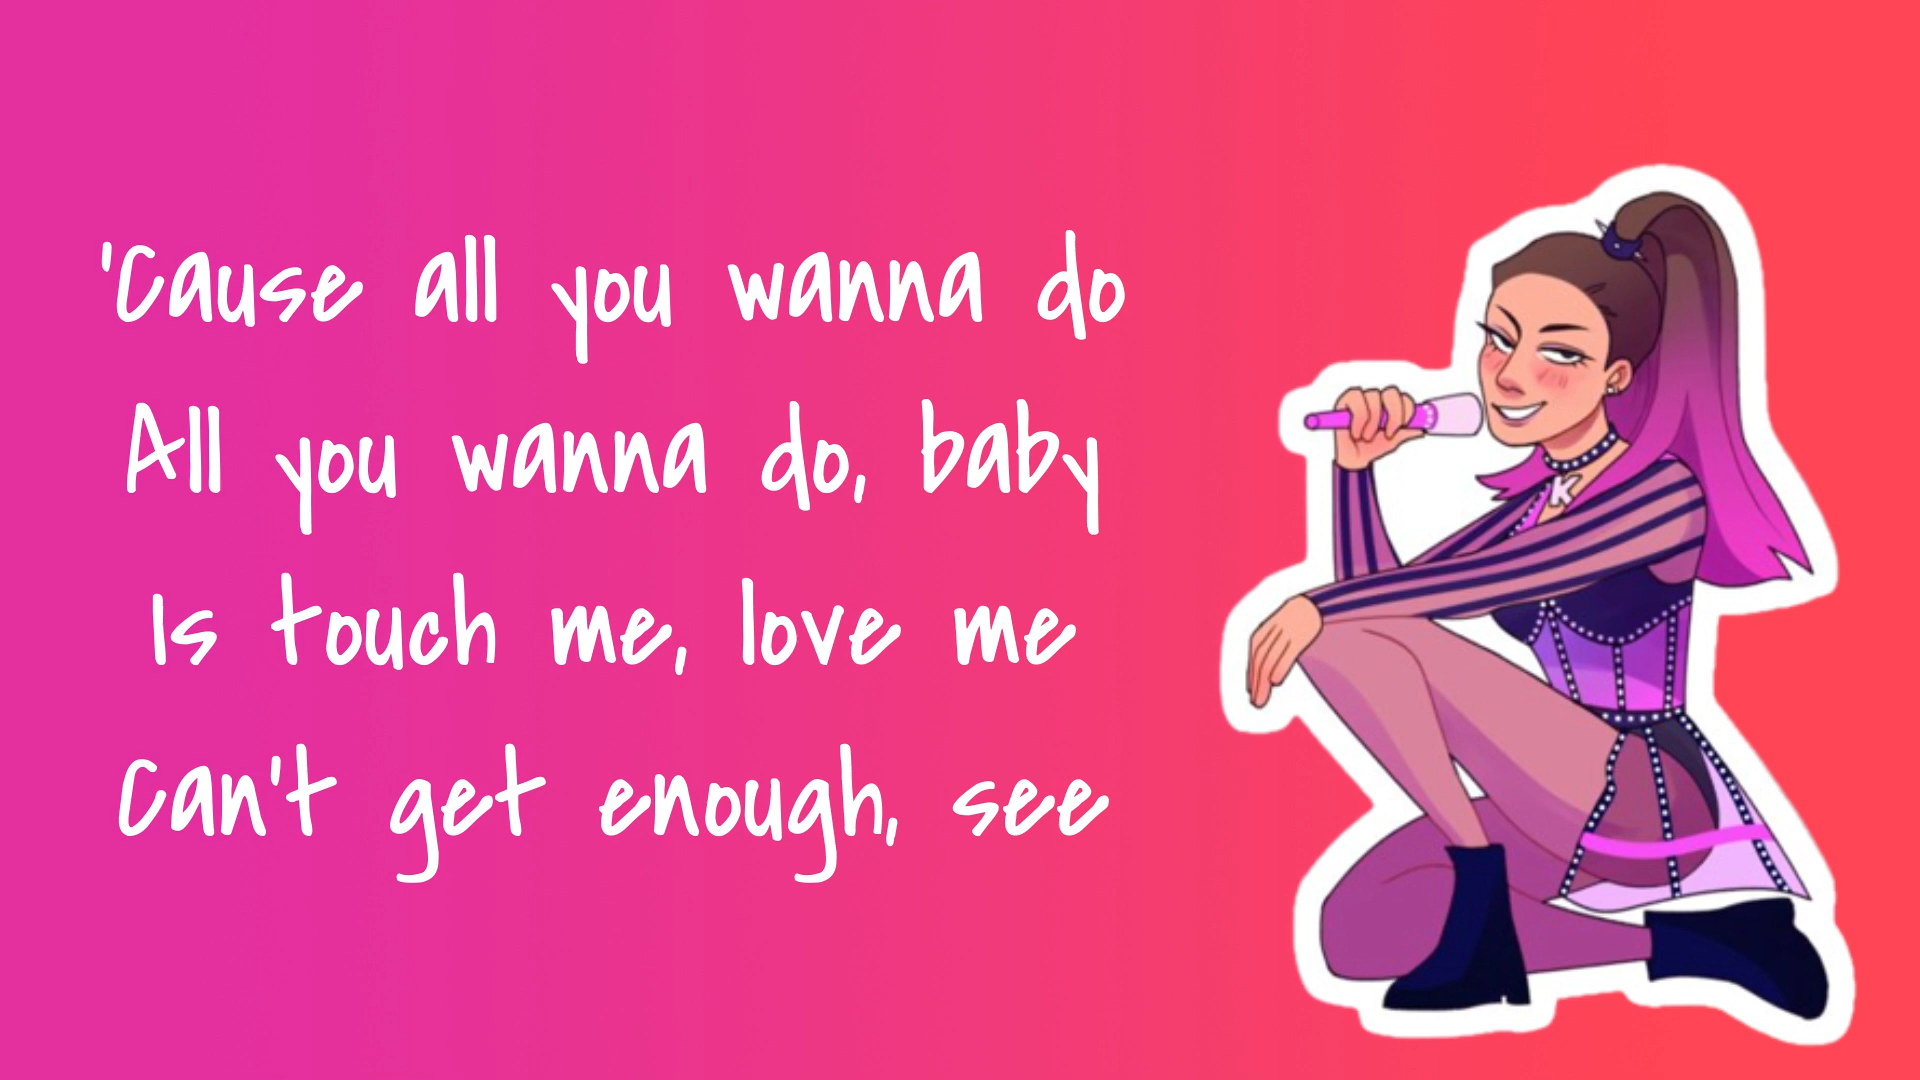 'Cause all you wanna do
All you wanna do, baby
Is touch me, love me
Can't get enough, see
K